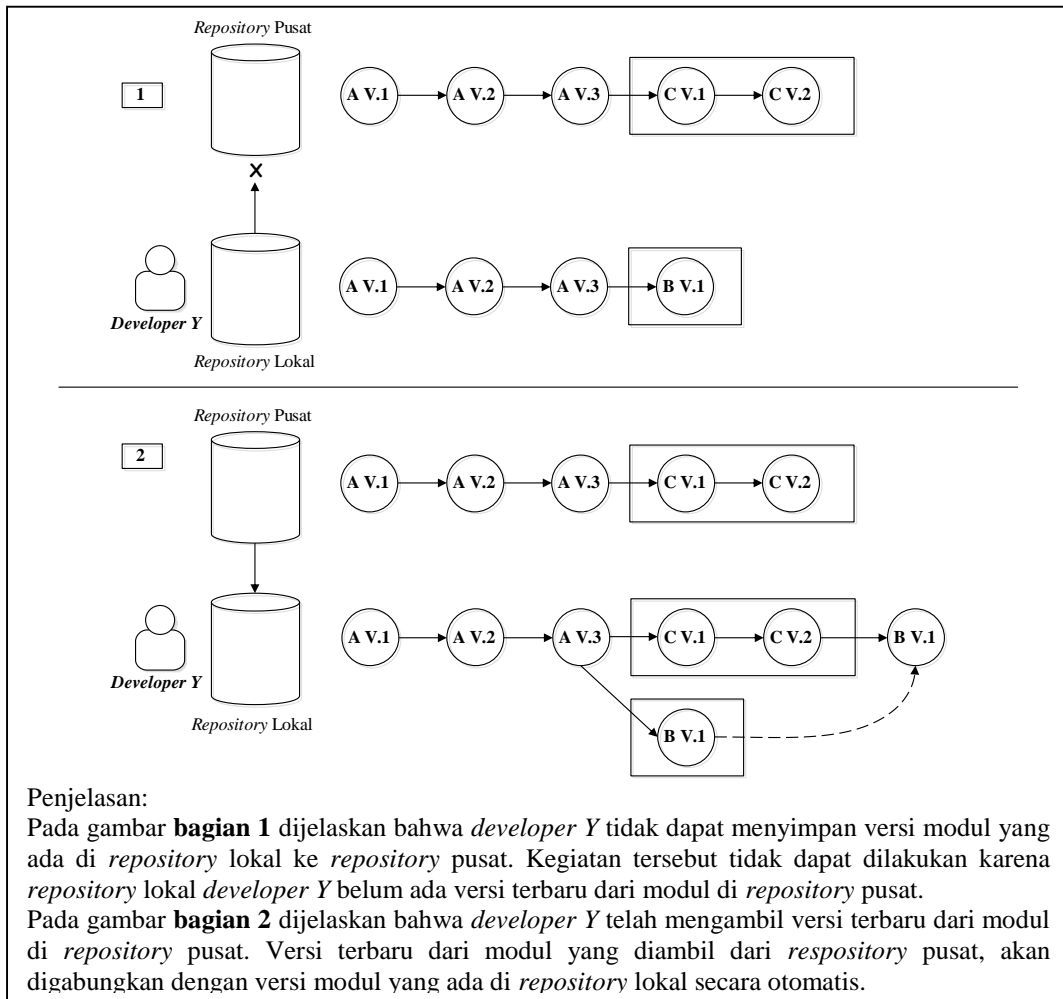 Repository Pusat
1
A V.1 A V.2 A V.3 C V.1 C V.2
X
A V.1 A V.2 A V.3 B V.1
Developer Y
Repository Lokal
Repository Pusat
2
A V.1 A V.2 A V.3 C V.1 C V.2
A V.1 A V.2 A V.3 C V.1 C V.2 B V.1
Developer Y
Repository Lokal
B V.1
Penjelasan:
Pada gambar bagian 1 dijelaskan bahwa developer Y tidak dapat menyimpan versi modul yang
ada di repository lokal ke repository pusat. Kegiatan tersebut tidak dapat dilakukan karena
repository lokal developer Y belum ada versi terbaru dari modul di repository pusat.
Pada gambar bagian 2 dijelaskan bahwa developer Y telah mengambil versi terbaru dari modul
di repository pusat. Versi terbaru dari modul yang diambil dari respository pusat, akan
digabungkan dengan versi modul yang ada di repository lokal secara otomatis.